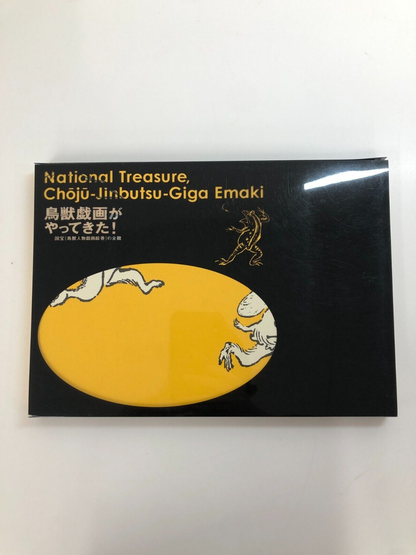 National Treasure,
Chōjū-Jinbutsu-Giga Emaki
鳥獣戯画が
やってきた!
国宝『鳥獣人物戯画絵巻』の全貌